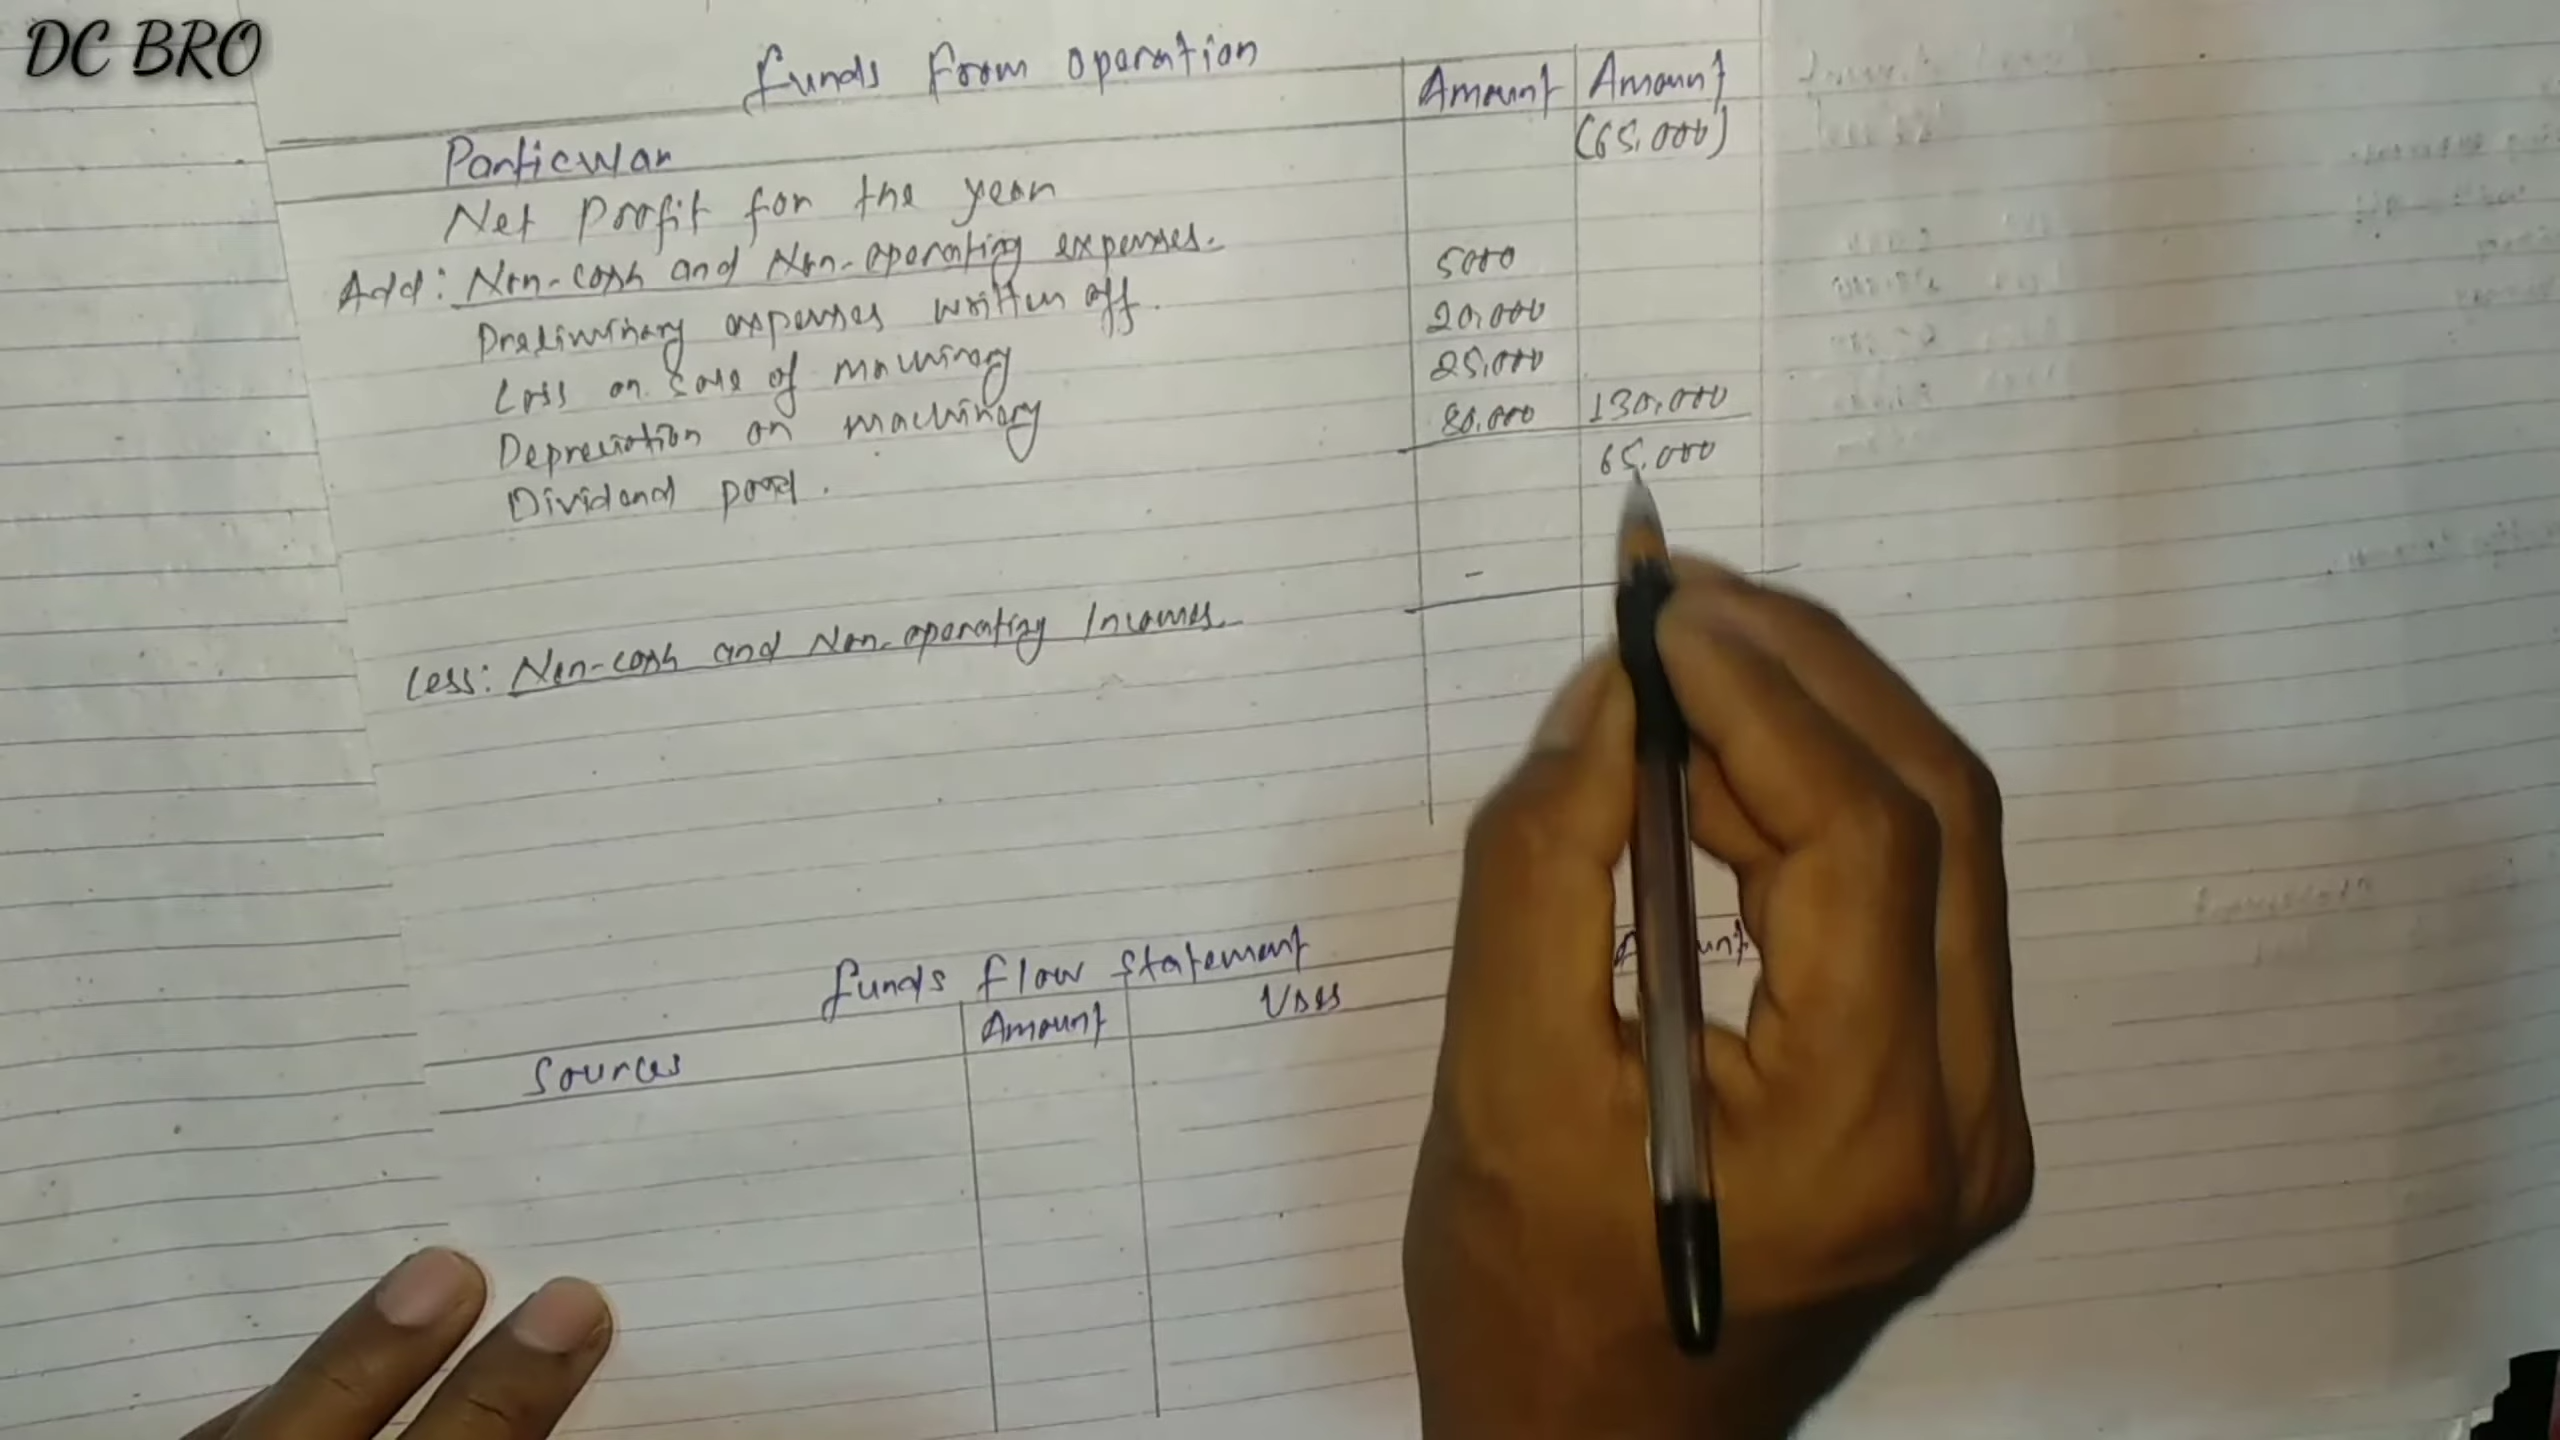 DC BRO
Funds From Operation
Particular
Amount
Amount
Net Profit for the year
(65,000)
Add: Non-cash and Non-operating expenses.
Preliminary expenses written off.
5000
Loss on sale of machinery
20,000
Depreciation on machinery
25,000
Dividend paid.
80,000
130,000
65,000
-
Less: Non-cash and Non-operating Incomes
Funds Flow Statement
Sources
Amount
Uses